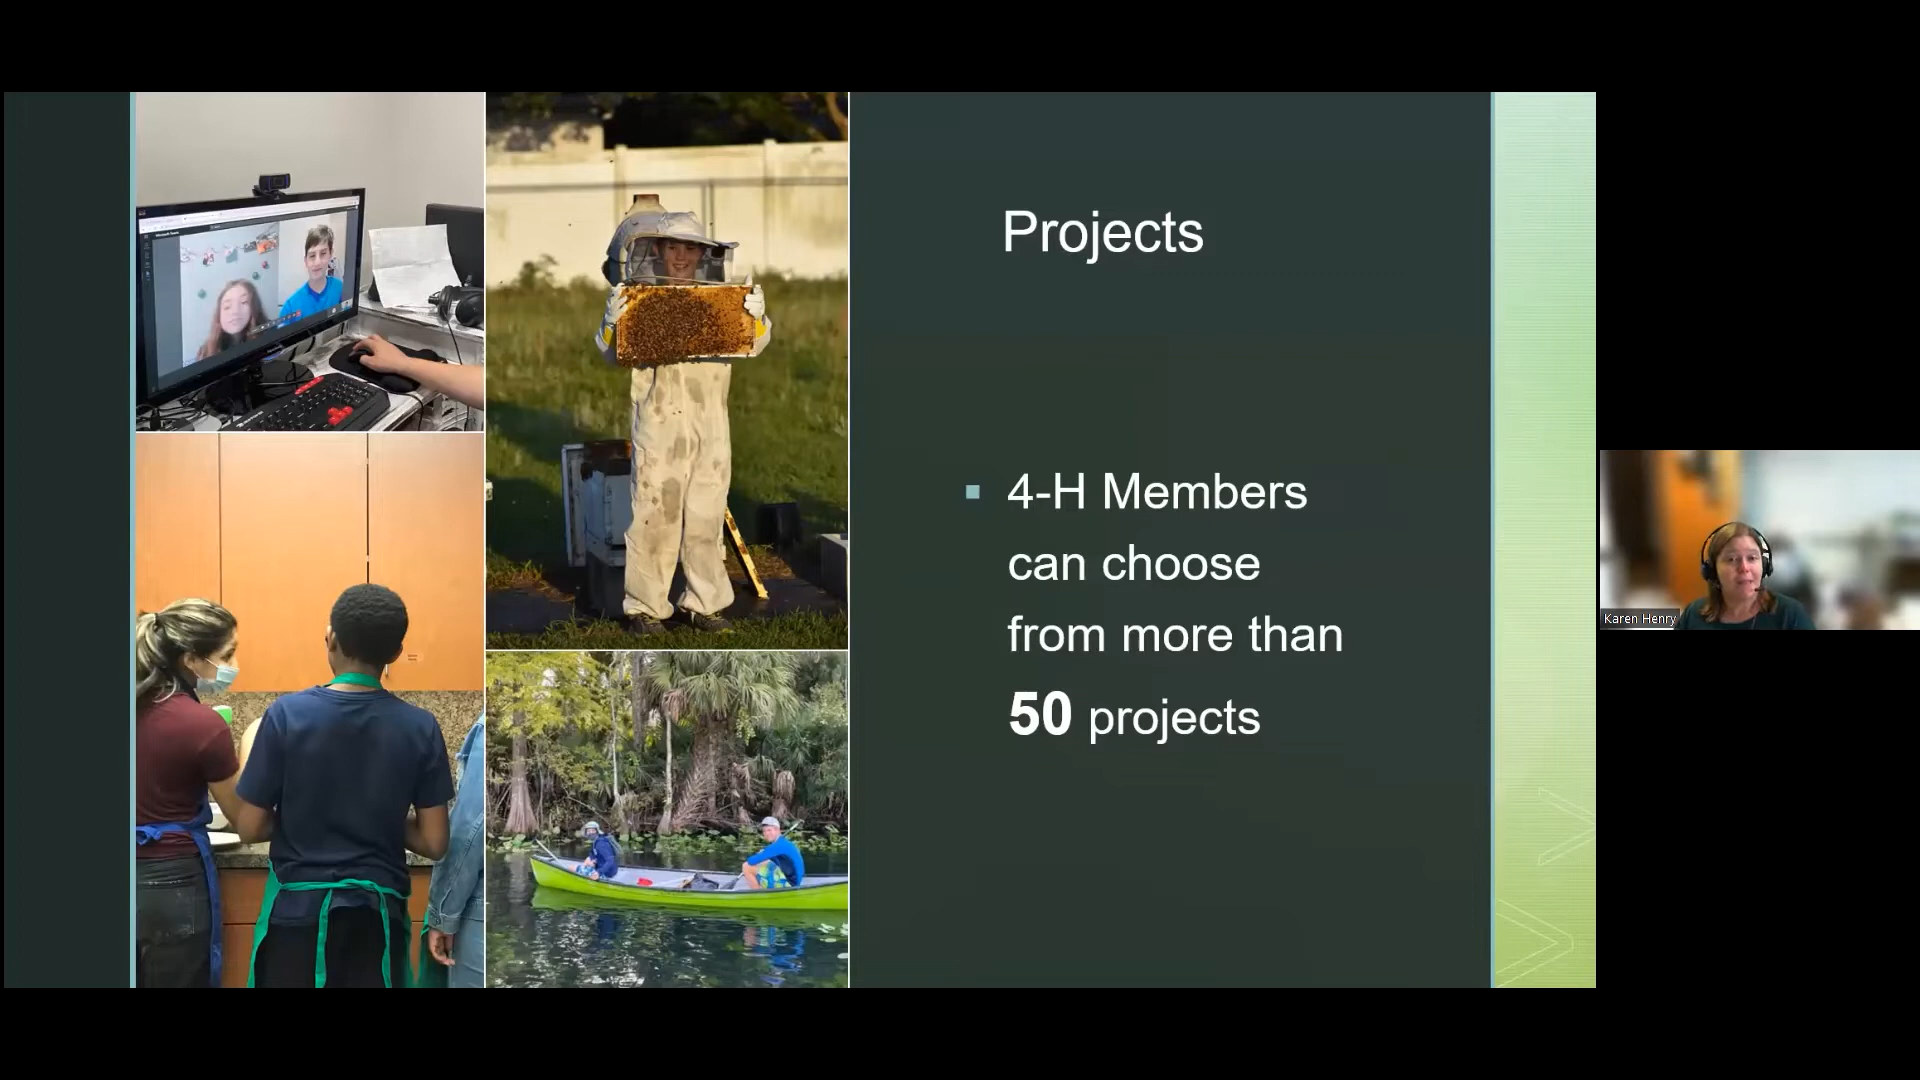 Projects
4-H Members
can choose
from more than
50 projects
Karen Henry